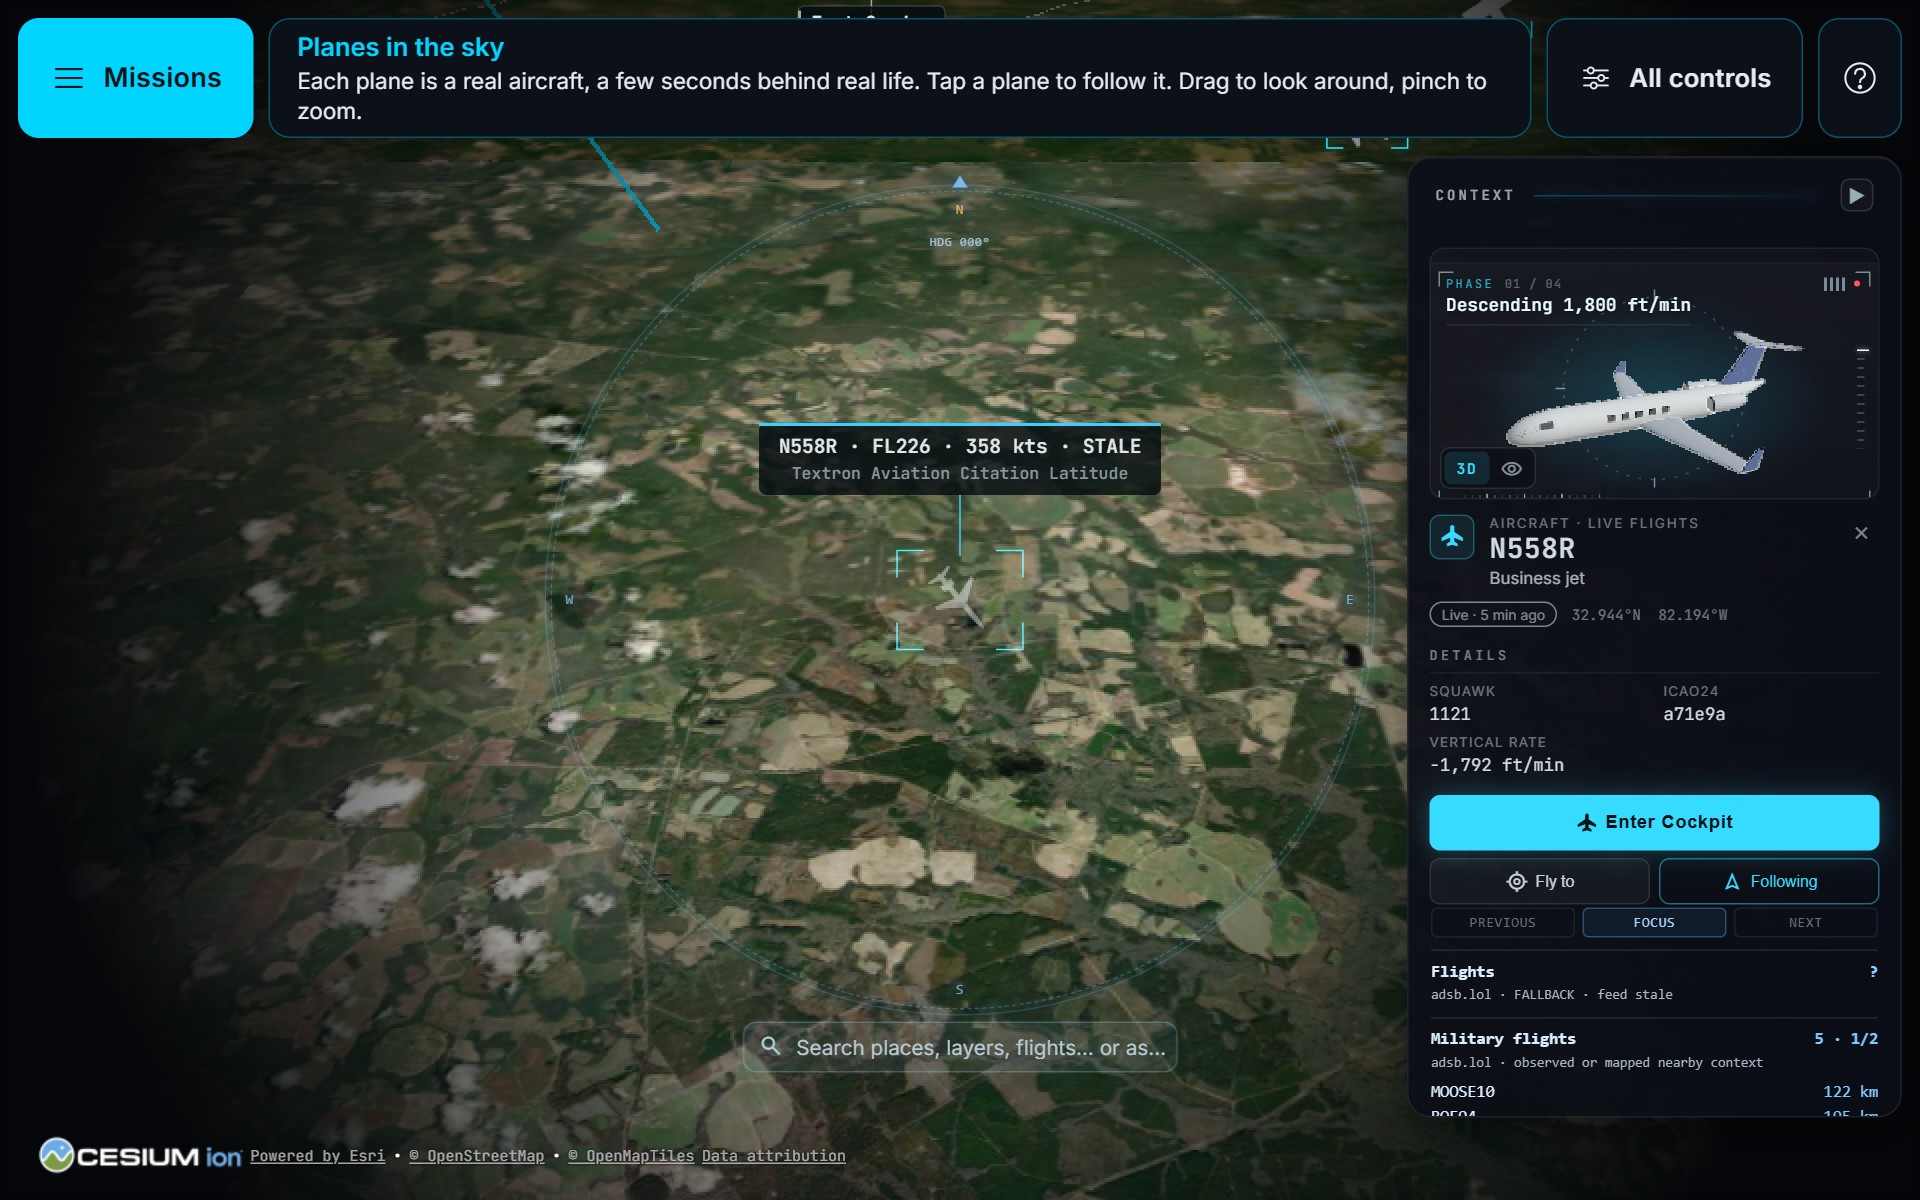 Missions
Planes in the sky
Each plane is a real aircraft, a few seconds behind real life. Tap a plane to follow it. Drag to look around, pinch to
zoom.
All controls
?
CONTEXT
N
HDG 000°
W
E
S
PHASE 01 / 04
Descending 1,800 ft/min
3D
N558R · FL226 · 358 kts · STALE
Textron Aviation Citation Latitude
AIRCRAFT · LIVE FLIGHTS
N558R
Business jet
Live · 5 min ago 32.944°N 82.194°W
DETAILS
SQUAWK ICAO24
1121 a71e9a
VERTICAL RATE
-1,792 ft/min
Enter Cockpit
Fly to Following
PREVIOUS FOCUS NEXT
Flights ?
adsb.lol · FALLBACK · feed stale
Military flights 5 · 1/2
adsb.lol · observed or mapped nearby context
MOOSE10 122 km
Search places, layers, flights... or as...
CESIUM ion Powered by Esri • © OpenStreetMap • © OpenMapTiles Data attribution